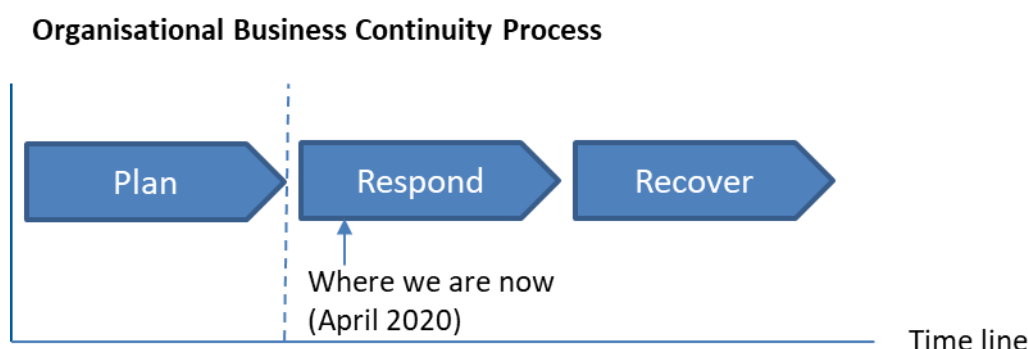 Organisational Business Continuity Process
Plan
Respond
Recover
Where we are now
(April 2020)
Time line